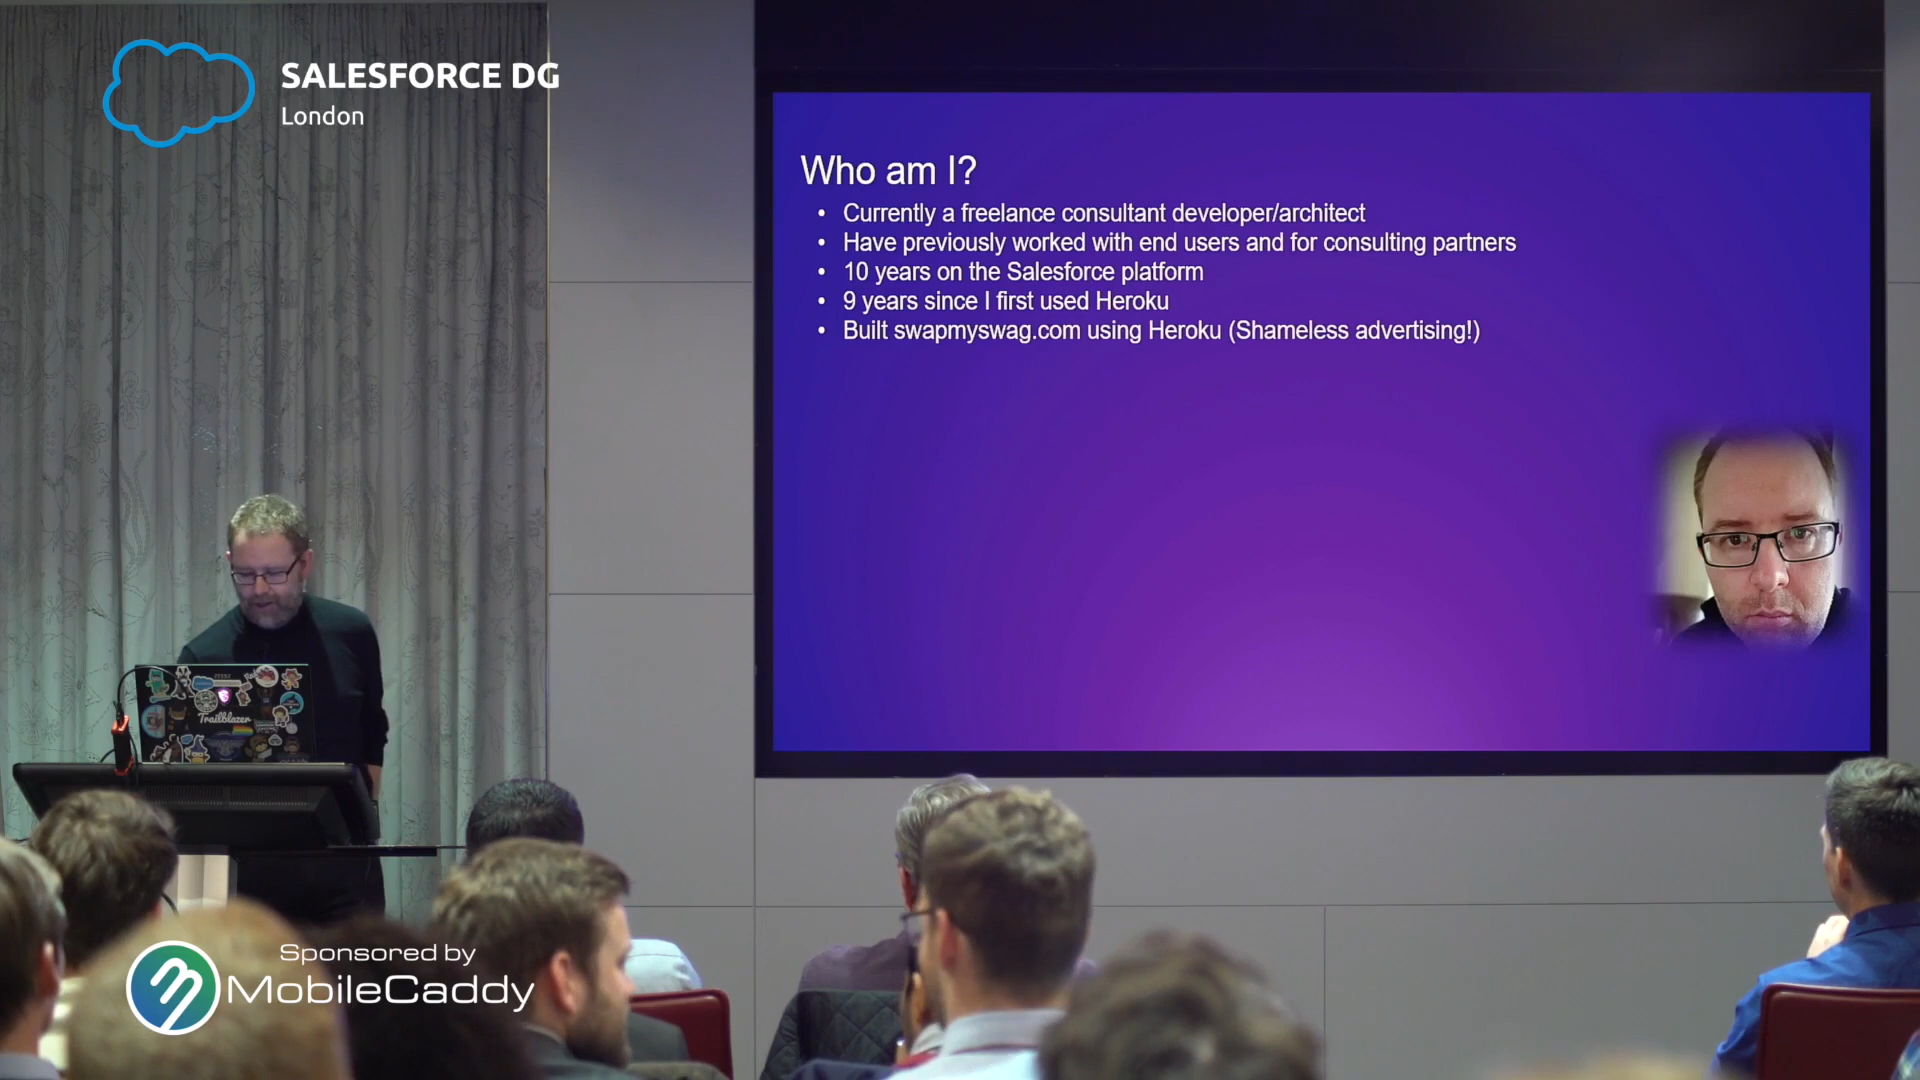 SALESFORCE DG
London
Who am I?
• Currently a freelance consultant developer/architect
• Have previously worked with end users and for consulting partners
• 10 years on the Salesforce platform
• 9 years since I first used Heroku
• Built swapmyswag.com using Heroku (Shameless advertising!)
Trailblazer
Sponsored by
MobileCaddy